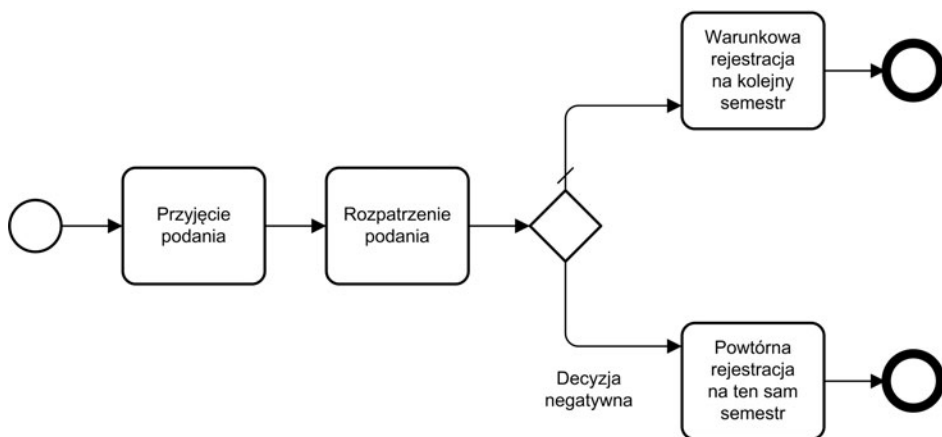 Warunkowa
rejestracja
na kolejny
semestr
Przyjęcie
podania
Rozpatrzenie
podania
Decyzja
negatywna
Powtórna
rejestracja
na ten sam
semestr